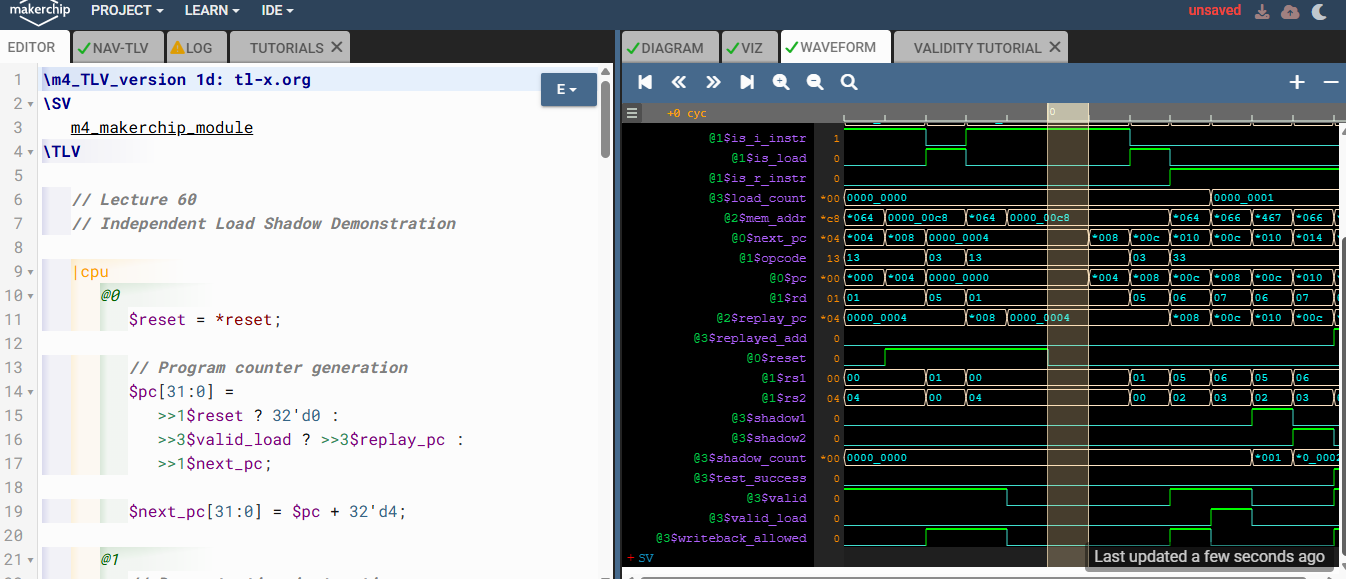 makerchip PROJECT LEARN IDE unsaved
EDITOR NAV-TLV LOG TUTORIALS
1 \m4_TLV_version 1d: tl-x.org
2 \SV
3 m4_makerchip_module
4 \TLV
5
6 // Lecture 60
7 // Independent Load Shadow Demonstration
8
9 |cpu
10 @0
11 $reset = *reset;
12
13 // Program counter generation
14 $pc[31:0] =
15 >>1$reset ? 32'd0 :
16 >>3$valid_load ? >>3$replay_pc :
17 >>1$next_pc;
18
19 $next_pc[31:0] = $pc + 32'd4;
20
21 @1
E
DIAGRAM VIZ WAVEFORM VALIDITY TUTORIAL
+0 cyc 0
@1$is_i_instr 1
@1$is_load 0
@1$is_r_instr 0
@3$load_count *00 0000_0000 0000_0001
@2$mem_addr *c8 *064 0000_00c8 *064 0000_00c8 *064 *066 *467 *066
@0$next_pc *04 *004 *008 0000_0004 *008 *00c *010 *00c *010 *014
@1$opcode 13 13 03 13 03 33
@0$pc *00 *000 *004 0000_0000 *004 *008 *00c *008 *00c *010
@1$rd 01 01 05 01 05 06 07 06 07
@2$replay_pc *04 0000_0004 *008 0000_0004 *008 *00c *010 *00c
@3$replayed_add 0
@0$reset 0
@1$rs1 00 00 01 00 01 05 06 05 06
@1$rs2 04 04 00 04 00 02 03 02 03
@3$shadow1 0
@3$shadow2 0
@3$shadow_count *00 0000_0000 *001 *0_0002
@3$test_success 0
@3$valid 0
@3$valid_load 0
@3$writeback_allowed 0
+ SV
Last updated a few seconds ago